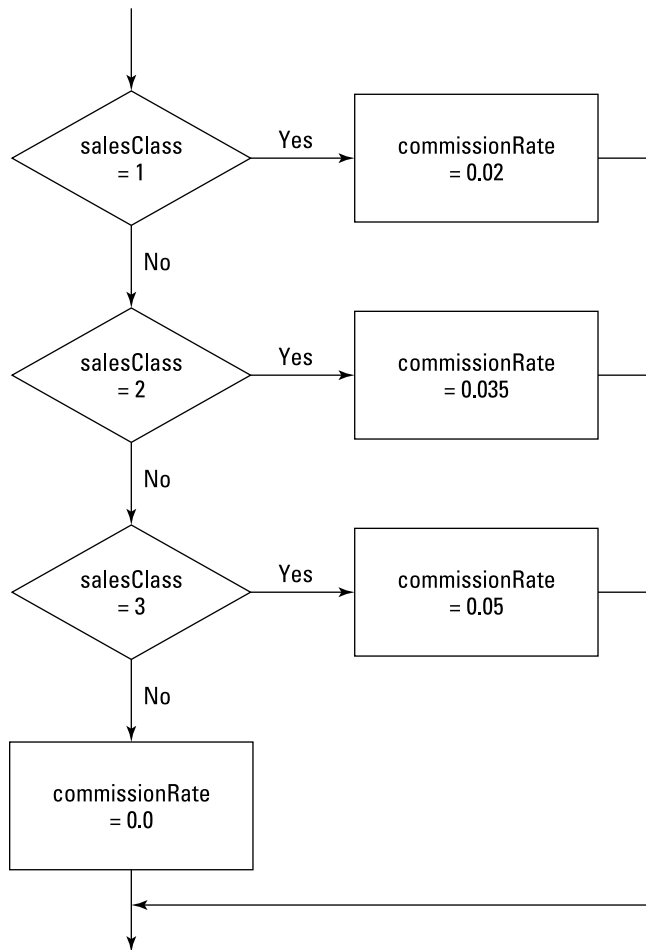 salesClass
= 1
Yes
commissionRate
= 0.02
No
salesClass
= 2
Yes
commissionRate
= 0.035
No
salesClass
= 3
Yes
commissionRate
= 0.05
No
commissionRate
= 0.0